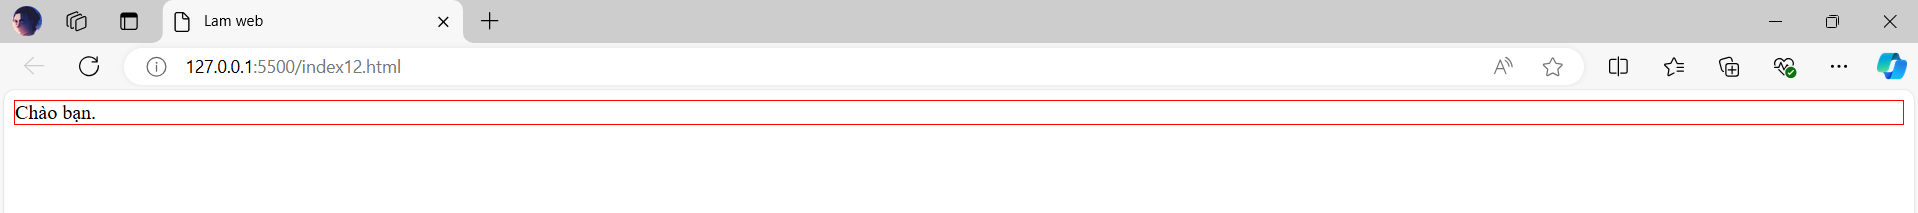 Lam web
127.0.0.1:5500/index12.html
Chào bạn.